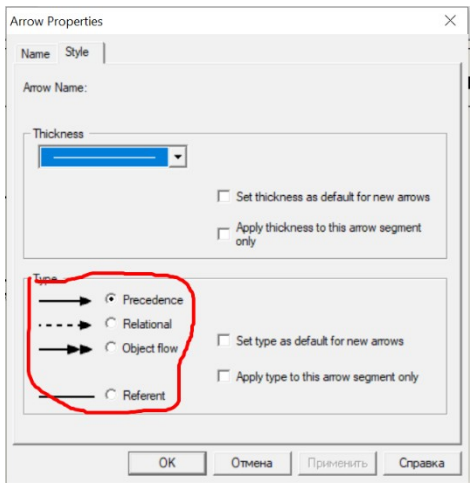 Arrow Properties
Name Style
Arrow Name:
Thickness
Set thickness as default for new arrows
Apply thickness to this arrow segment
only
Type
Precedence
Relational
Object flow
Referent
Set type as default for new arrows
Apply type to this arrow segment only
OK Отмена Применить Справка